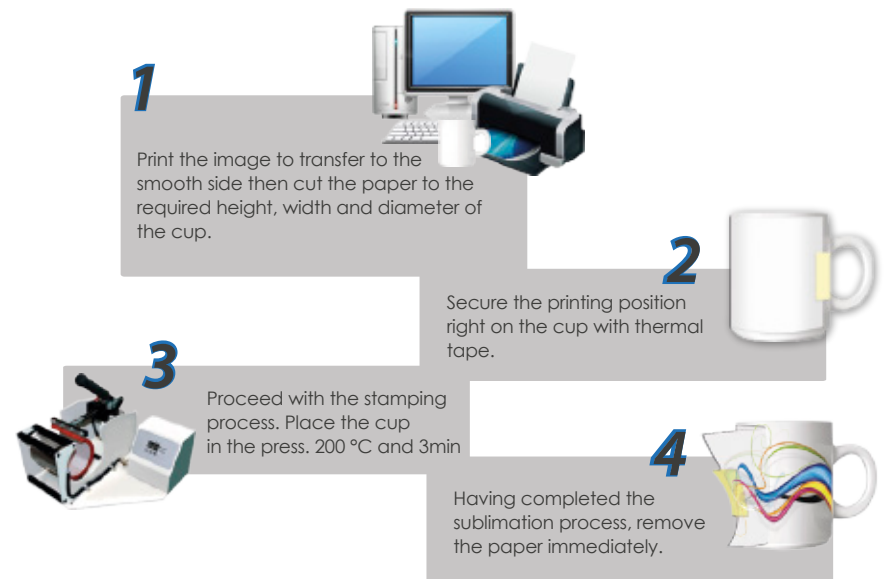 1
Print the image to transfer to the
smooth side then cut the paper to the
required height, width and diameter of
the cup.
2
Secure the printing position
right on the cup with thermal
tape.
3
Proceed with the stamping
process. Place the cup
in the press. 200 °C and 3min
4
Having completed the
sublimation process, remove
the paper immediately.